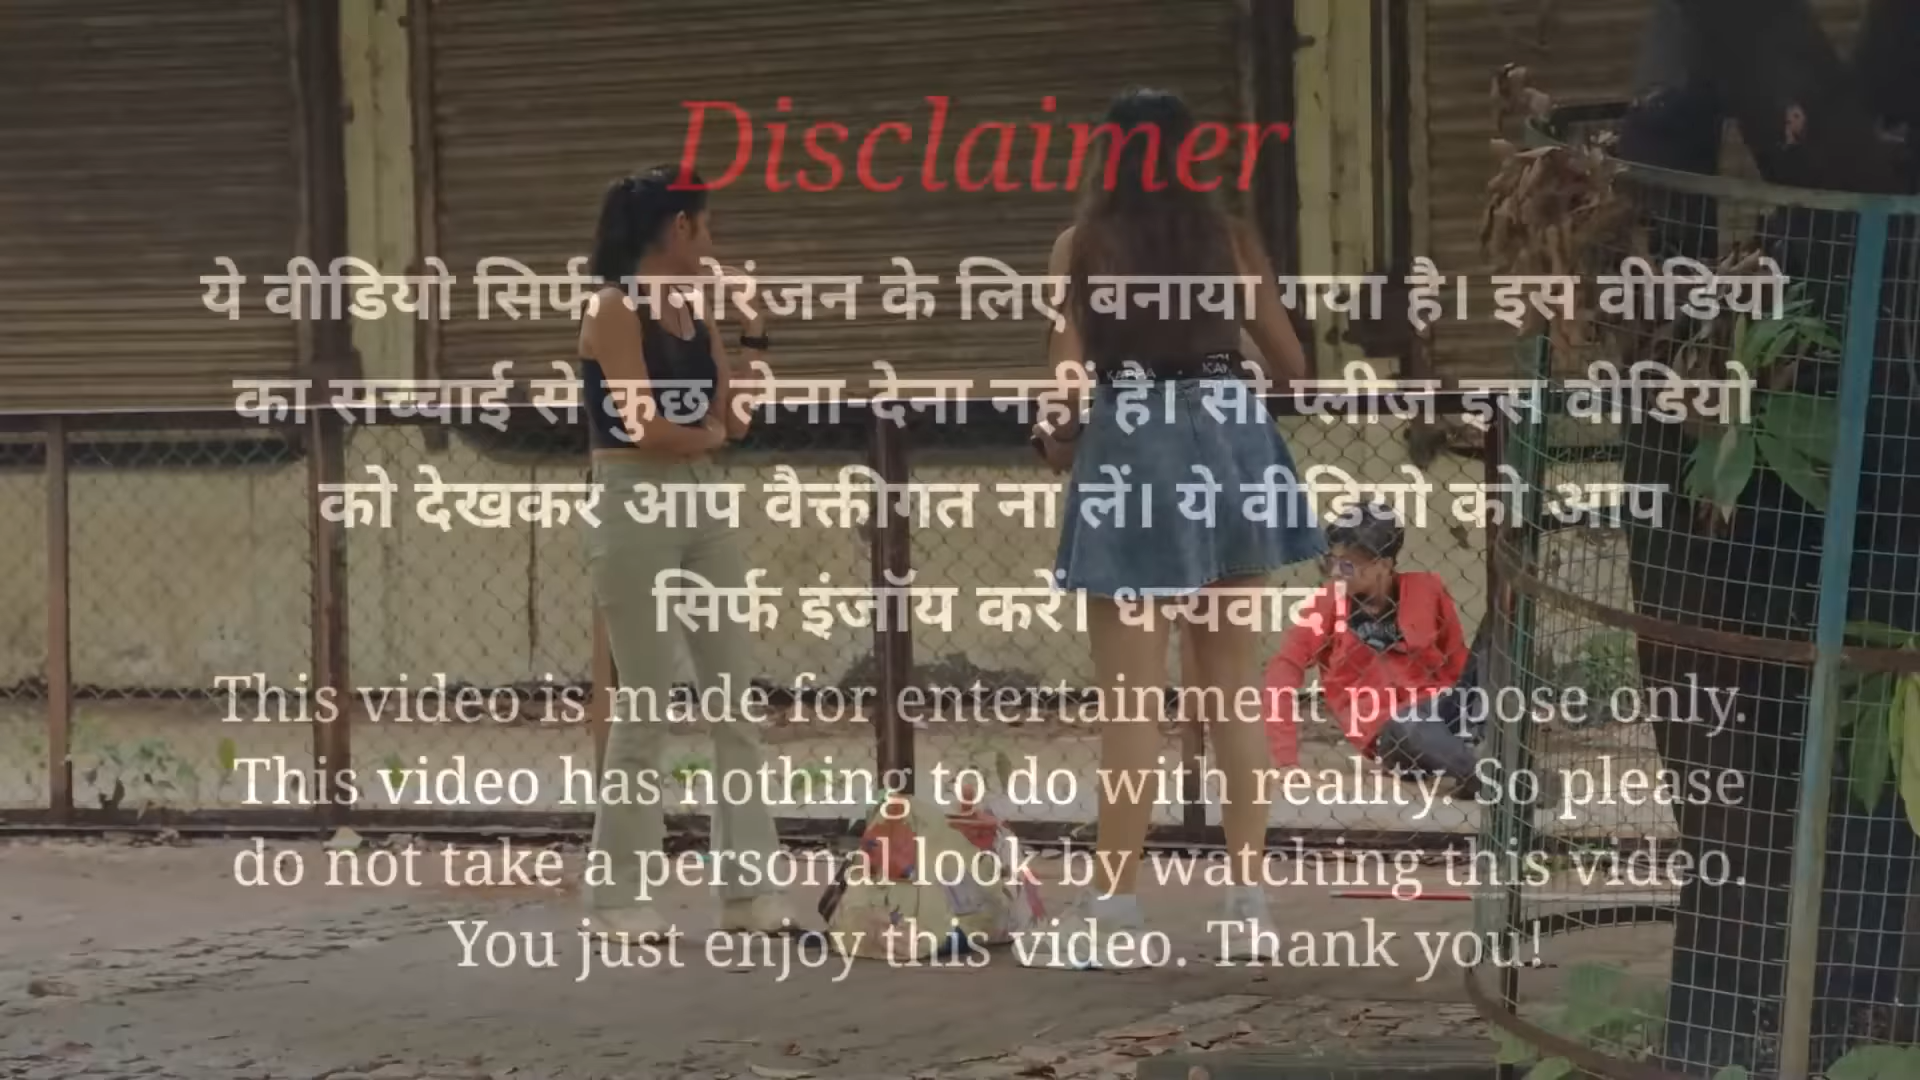 Disclaimer
ये वीडियो सिर्फ मनोरंजन के लिए बनाया गया है। इस वीडियो
का सच्चाई से कुछ लेना-देना नहीं है। सो प्लीज इस वीडियो
को देखकर आप वैक्तीगत ना लें। ये वीडियो को आप
सिर्फ इंजॉय करें। धन्यवाद!
This video is made for entertainment purpose only.
This video has nothing to do with reality. So please
do not take a personal look by watching this video.
You just enjoy this video. Thank you!
KAPPA